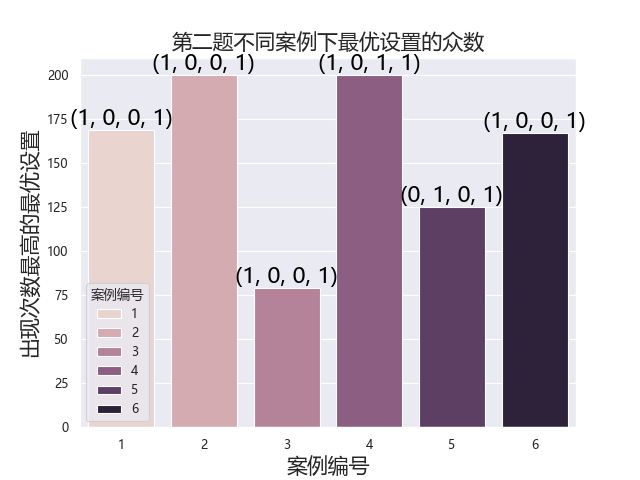 第二题不同案例下最优设置的众数
(1, 0, 0, 1)
(1, 0, 1, 1)
(1, 0, 0, 1)
(1, 0, 0, 1)
(0, 1, 0, 1)
(1, 0, 0, 1)
出现次数最高的最优设置
200
175
150
125
100
75
50
25
0
案例编号
1
2
3
4
5
6
1 2 3 4 5 6
案例编号